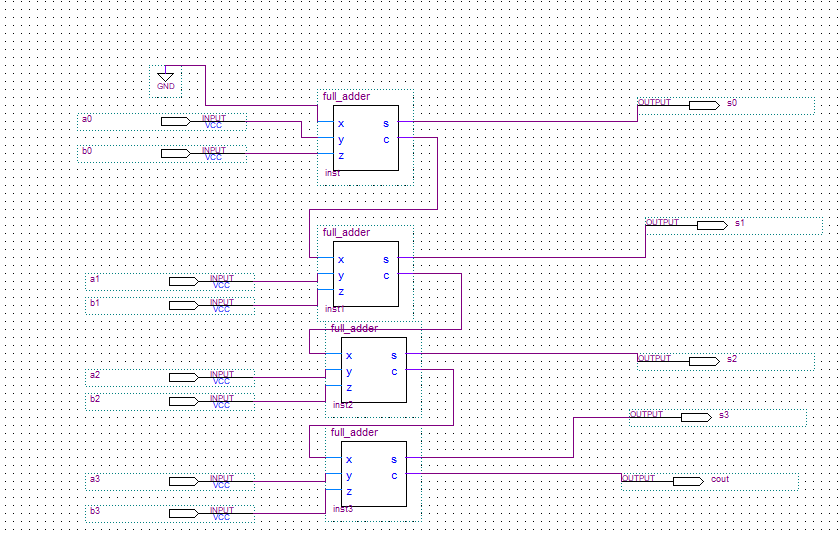 GND
full_adder
a0 INPUT VCC
b0 INPUT VCC
x s
y c
z
inst
OUTPUT s0
full_adder
a1 INPUT VCC
b1 INPUT VCC
x s
y c
z
inst1
OUTPUT s1
full_adder
a2 INPUT VCC
b2 INPUT VCC
x s
y c
z
inst2
OUTPUT s2
full_adder
a3 INPUT VCC
b3 INPUT VCC
x s
y c
z
inst3
OUTPUT s3
OUTPUT cout